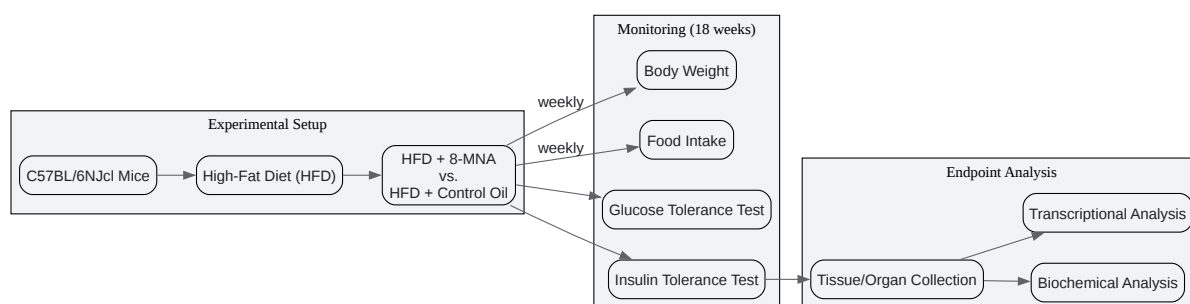 Experimental Setup
C57BL/6NJcl Mice
High-Fat Diet (HFD)
HFD + 8-MNA
vs.
HFD + Control Oil
weekly
weekly
Monitoring (18 weeks)
Body Weight
Food Intake
Glucose Tolerance Test
Insulin Tolerance Test
Endpoint Analysis
Tissue/Organ Collection
Transcriptional Analysis
Biochemical Analysis